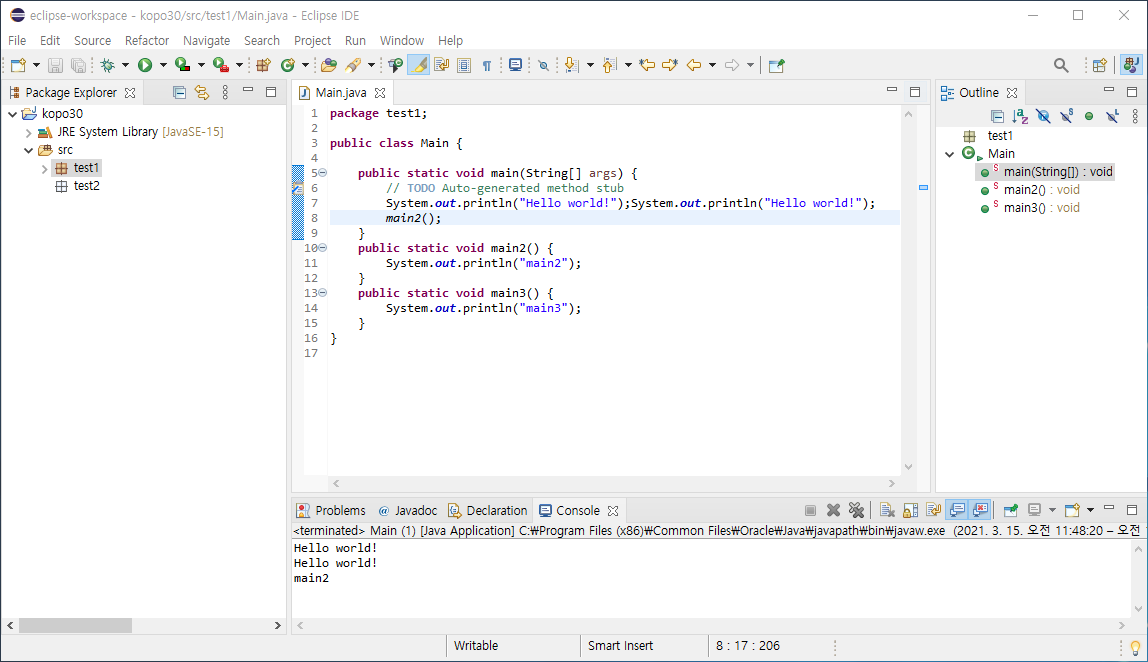 eclipse-workspace - kopo30/src/test1/Main.java - Eclipse IDE
File Edit Source Refactor Navigate Search Project Run Window Help
Package Explorer
kopo30
JRE System Library [JavaSE-15]
src
test1
test2
Main.java
1 package test1;
2
3 public class Main {
4
5 public static void main(String[] args) {
6 // TODO Auto-generated method stub
7 System.out.println("Hello world!");System.out.println("Hello world!");
8 main2();
9 }
10 public static void main2() {
11 System.out.println("main2");
12 }
13 public static void main3() {
14 System.out.println("main3");
15 }
16 }
17
Outline
test1
Main
main(String[]) : void
main2() : void
main3() : void
Problems Javadoc Declaration Console
<terminated> Main (1) [Java Application] C:₩Program Files (x86)₩Common Files₩Oracle₩Java₩javapath₩bin₩javaw.exe (2021. 3. 15. 오전 11:48:20 – 오전
Hello world!
Hello world!
main2
Writable Smart Insert 8 : 17 : 206